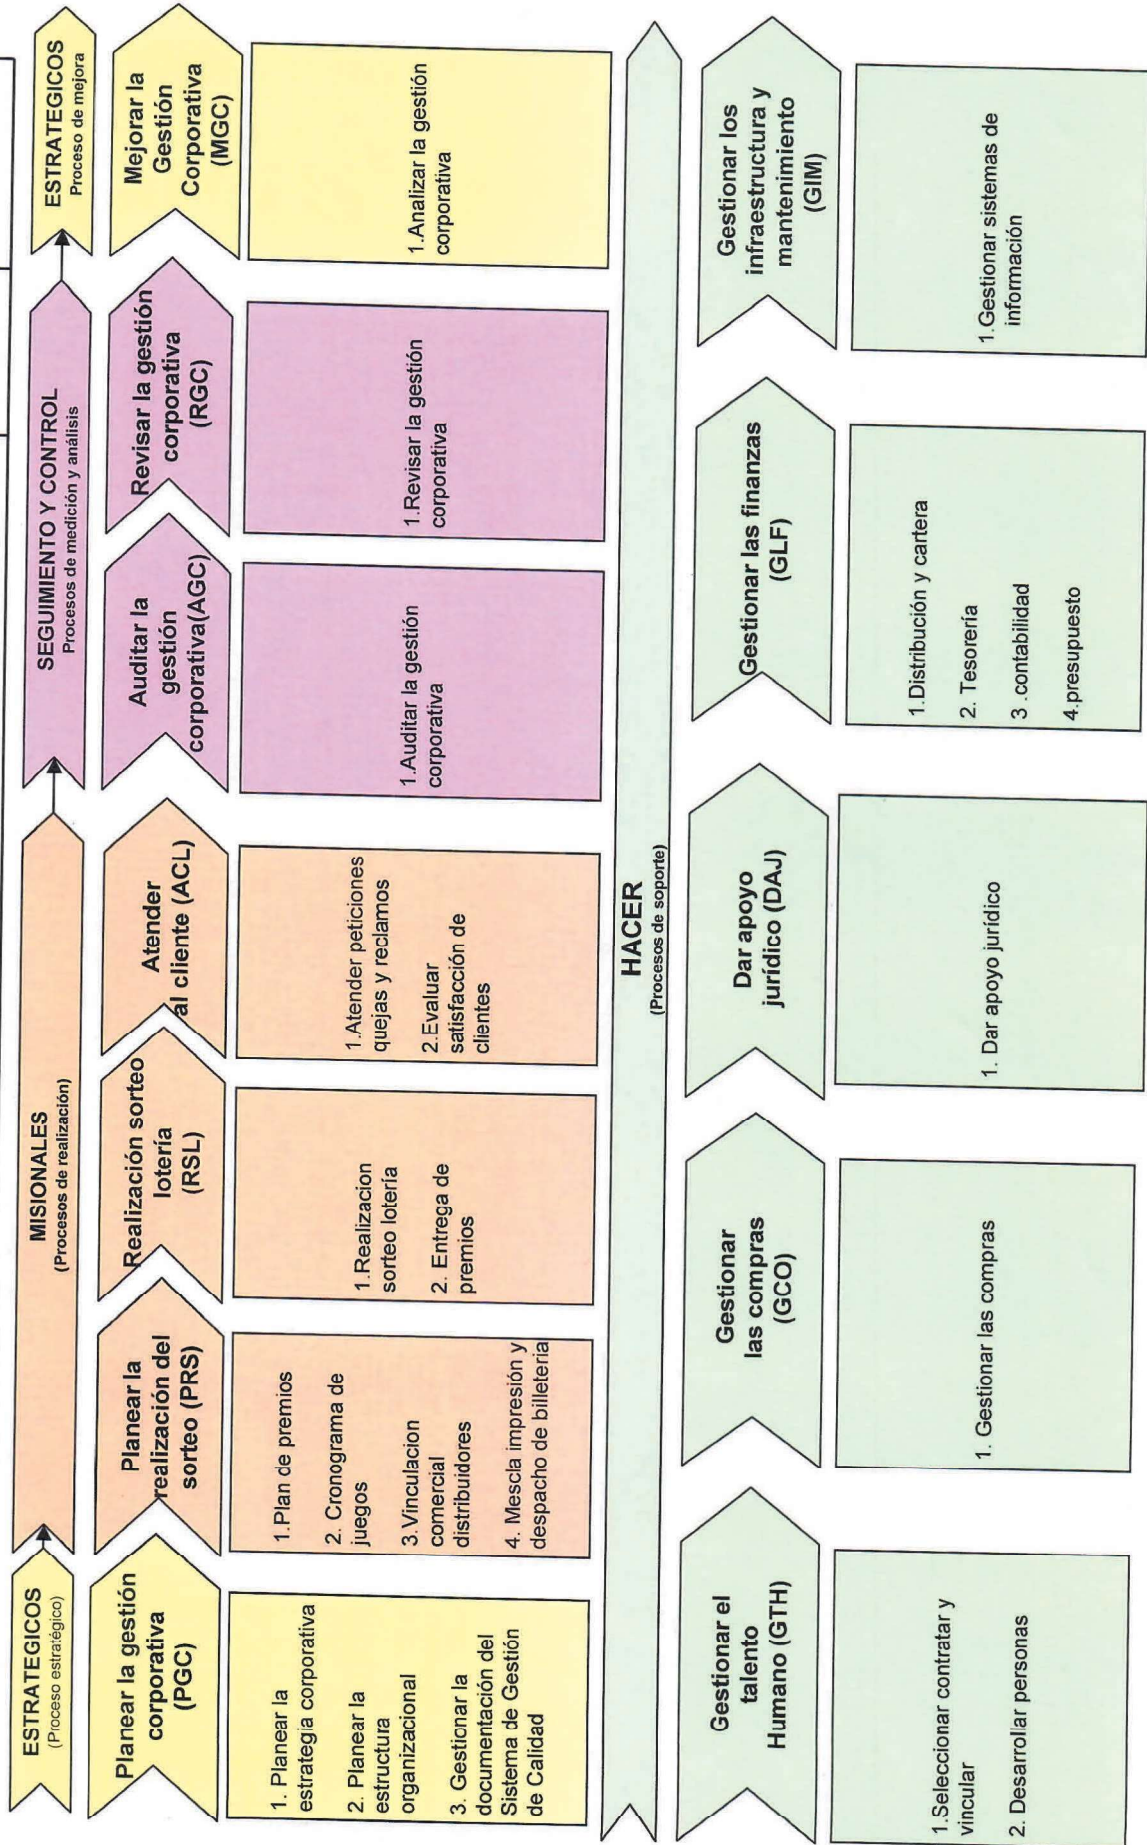 ESTRATEGICOS
(Proceso estratégico)
MISIONALES
(Procesos de realización)
SEGUIMIENTO Y CONTROL
Procesos de medición y análisis
ESTRATEGICOS
Proceso de mejora
Planear la gestión
corporativa
(PGC)
Planear la
realización del
sorteo (PRS)
Realización sorteo
lotería
(RSL)
Atender
al cliente (ACL)
Auditar la
gestión
corporativa(AGC)
Revisar la gestión
corporativa
(RGC)
Mejorar la
Gestión
Corporativa
(MGC)
1. Planear la
estrategia corporativa
2. Planear la
estructura
organizacional
3. Gestionar la
documentación del
Sistema de Gestión
de Calidad
1.Plan de premios
2. Cronograma de
juegos
3.Vinculacion
comercial
distribuidores
4. Mescla impresión y
despacho de billeteria
1.Realizacion
sorteo lotería
2. Entrega de
premios
1.Atender peticiones
quejas y reclamos
2.Evaluar
satisfacción de
clientes
1.Auditar la gestión
corporativa
1.Revisar la gestión
corporativa
1.Analizar la gestión
corporativa
HACER
(Procesos de soporte)
Gestionar el
talento
Humano (GTH)
Gestionar
las compras
(GCO)
Dar apoyo
jurídico (DAJ)
Gestionar las finanzas
(GLF)
Gestionar los
infraestructura y
mantenimiento
(GIM)
1.Seleccionar contratar y
vincular
2. Desarrollar personas
1. Gestionar las compras
1. Dar apoyo jurídico
1.Distribución y cartera
2. Tesorería
3 .contabilidad
4.presupuesto
1.Gestionar sistemas de
información